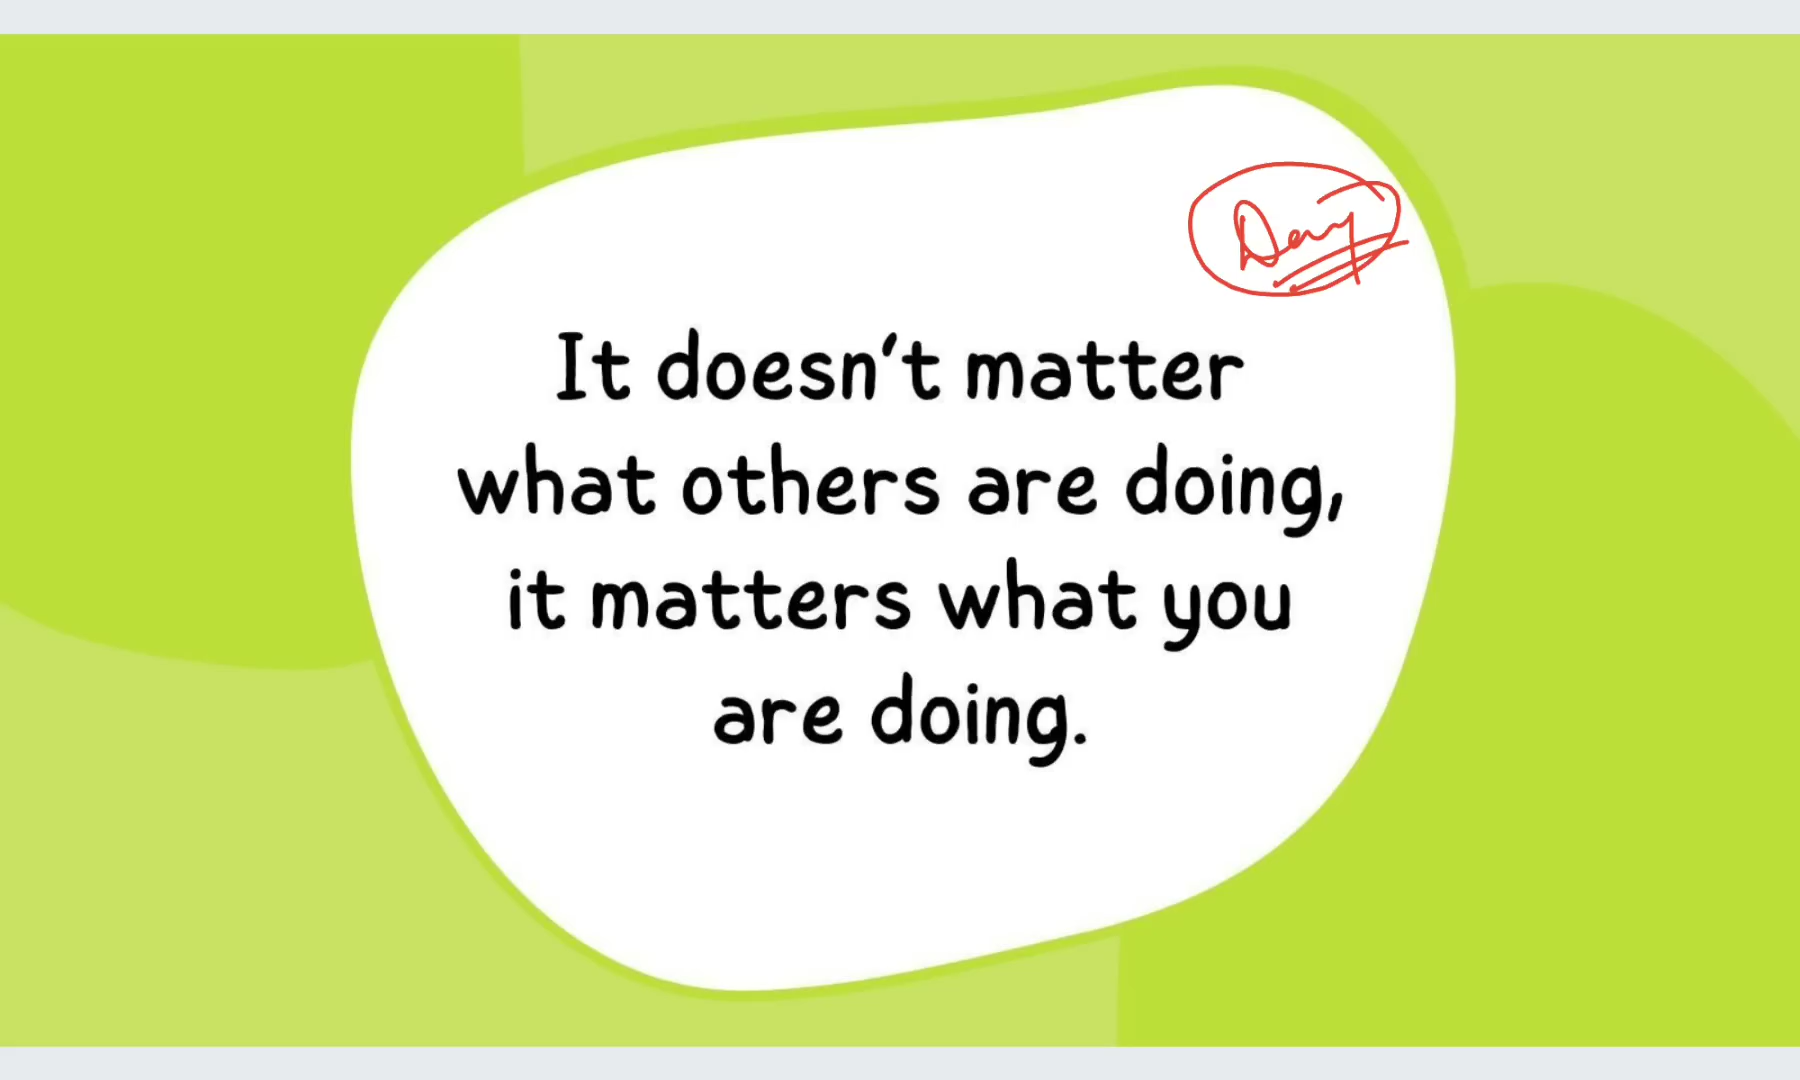 It doesn't matter
what others are doing,
it matters what you
are doing.